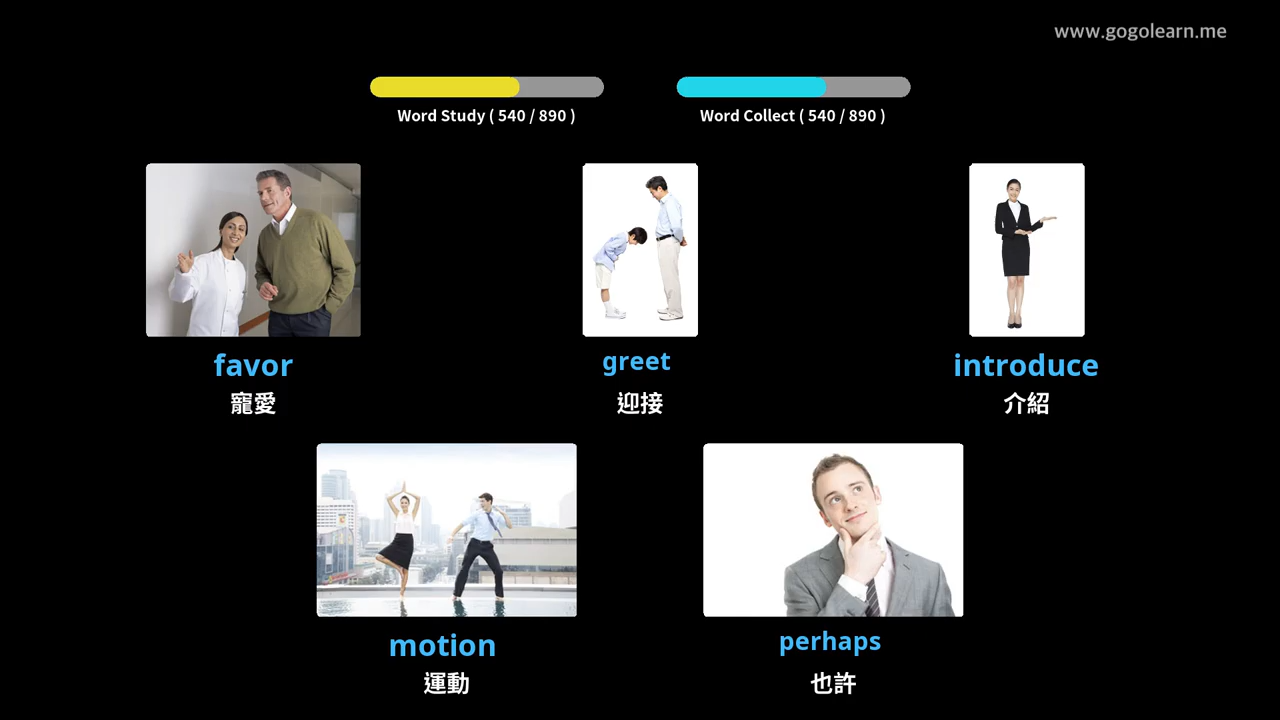 www.gogolearn.me
Word Study ( 540 / 890 )
Word Collect ( 540 / 890 )
favor
寵愛
greet
迎接
introduce
介紹
motion
運動
perhaps
也許